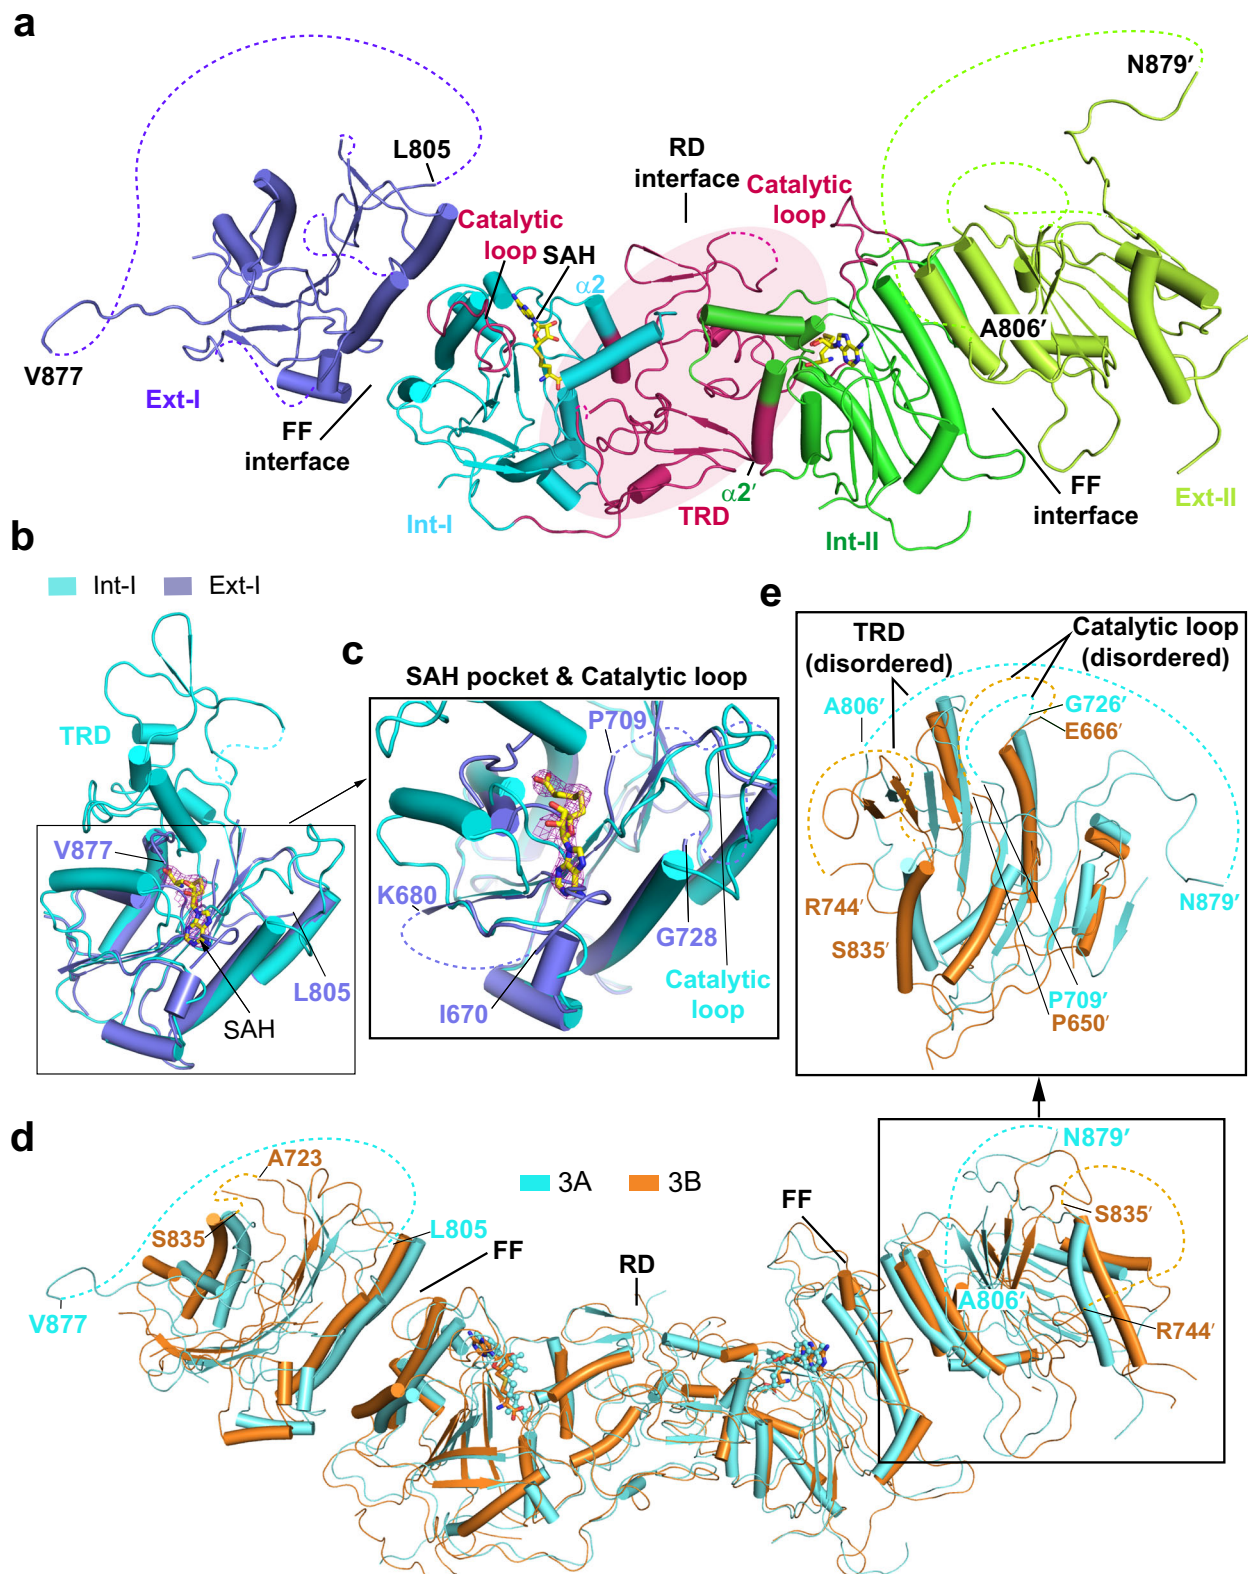 a
N879′
L805
RD
interface
Catalytic
loop
Catalytic
loop
SAH
α2
A806′
V877
Ext-I
FF
interface
Int-I
α2′
TRD
Int-II
FF
interface
Ext-II
b
Int-I
Ext-I
TRD
V877
L805
SAH
c
SAH pocket & Catalytic loop
P709
K680
G728
I670
Catalytic
loop
e
TRD
(disordered)
Catalytic loop
(disordered)
A806′
G726′
E666′
R744′
S835′
N879′
P709′
P650′
d
A723
3A
3B
S835
L805
FF
RD
FF
V877
N879′
S835′
A806′
R744′